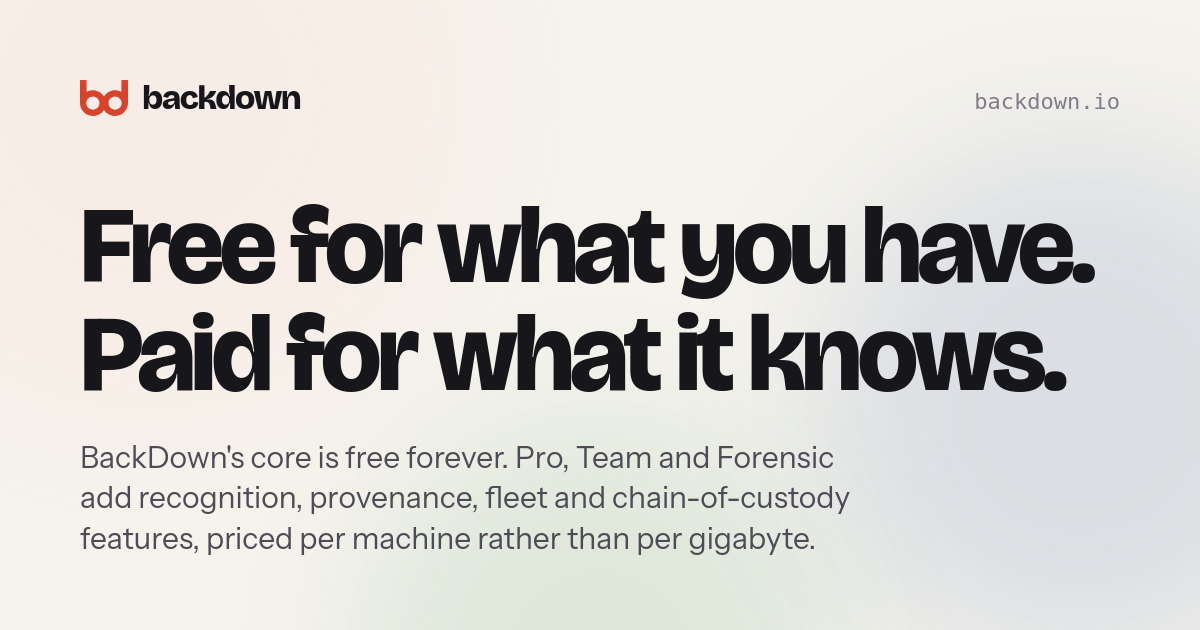 bd backdown
backdown.io
Free for what you have.
Paid for what it knows.
BackDown's core is free forever. Pro, Team and Forensic
add recognition, provenance, fleet and chain-of-custody
features, priced per machine rather than per gigabyte.